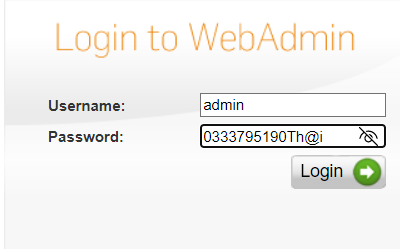 Login to WebAdmin
Username: admin
Password: 0333795190Th@i
Login